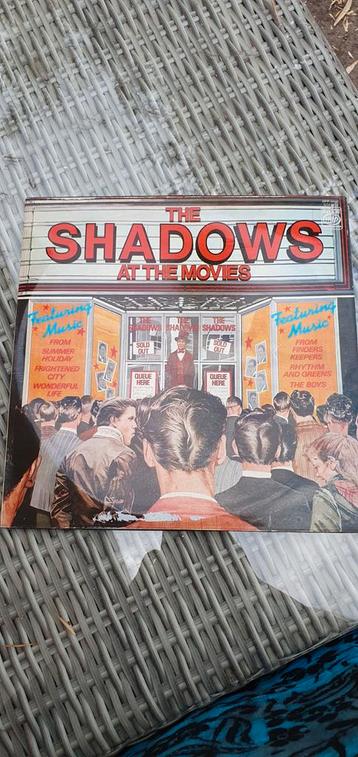 THE
SHADOWS
AT THE MOVIES
Featuring
Music
FROM
SUMMER
HOLIDAY
FRIGHTENED
CITY
WONDERFUL
LIFE
THE
SHADOWS
SOLD
OUT
QUEUE
HERE
THE
SHADOWS
THE
SHADOWS
SOLD
OUT
QUEUE
HERE
Featuring
Music
FROM
FINDERS
KEEPERS
RHYTHM
AND GREENS
THE BOYS